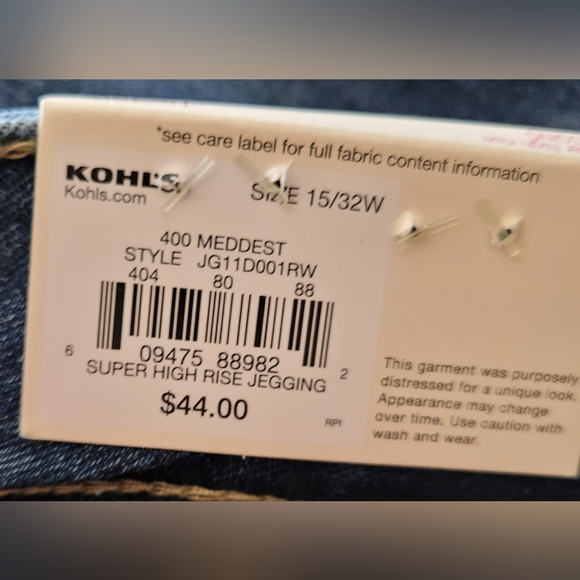 *see care label for full fabric content information
KOHL'S
Kohls.com
SIZE 15/32W
400 MEDDEST
STYLE JG11D001RW
404 80 88
6 09475 88982 2
SUPER HIGH RISE JEGGING
$44.00
RPI
This garment was purposely
distressed for a unique look.
Appearance may change
over time. Use caution with
wash and wear.